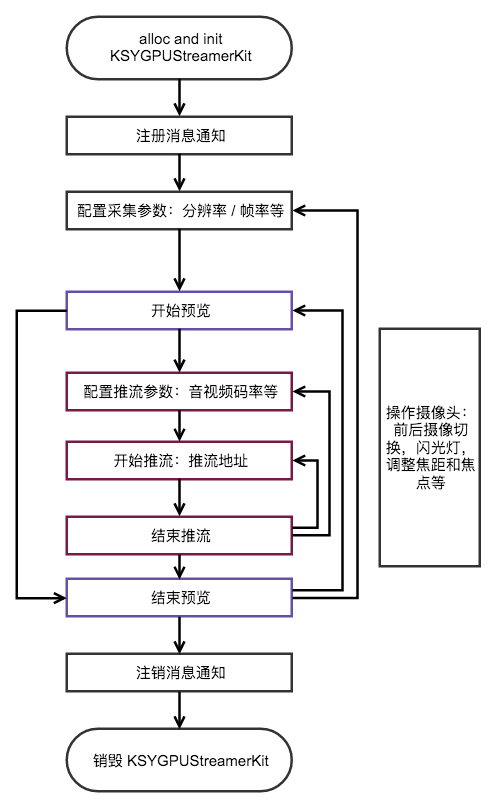 alloc and init
KSYGPUStreamerKit
注册消息通知
配置采集参数：分辨率 / 帧率等
开始预览
配置推流参数：音视频码率等
开始推流：推流地址
结束推流
结束预览
注销消息通知
销毁 KSYGPUStreamerKit
操作摄像头：
前后摄像切
换，闪光灯，
调整焦距和焦
点等